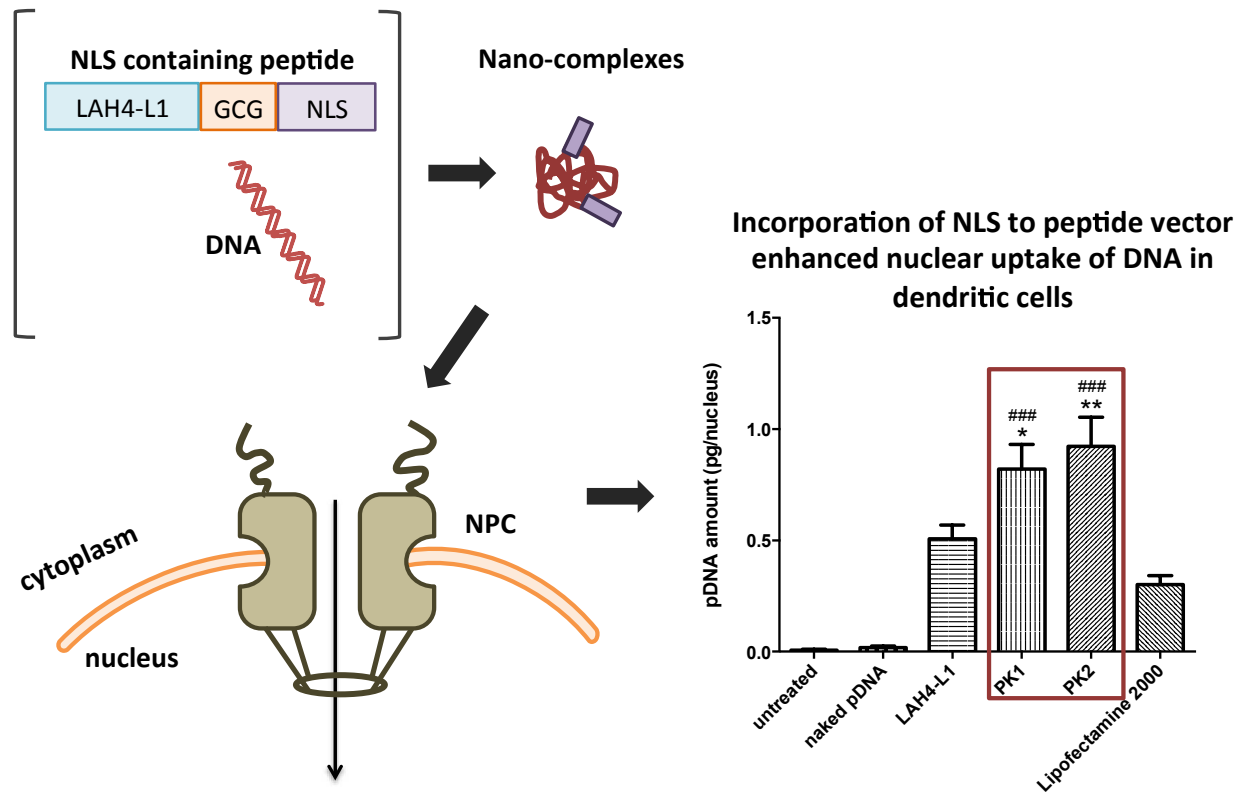 NLS containing peptide
LAH4-L1 GCG NLS
DNA
Nano-complexes
cytoplasm
nucleus
NPC
Incorporation of NLS to peptide vector
enhanced nuclear uptake of DNA in
dendritic cells
pDNA amount (pg/nucleus)
1.5
1.0
0.5
0.0
###
*
###
**
untreated
naked pDNA
LAH4-L1
PK1
PK2
Lipofectamine 2000